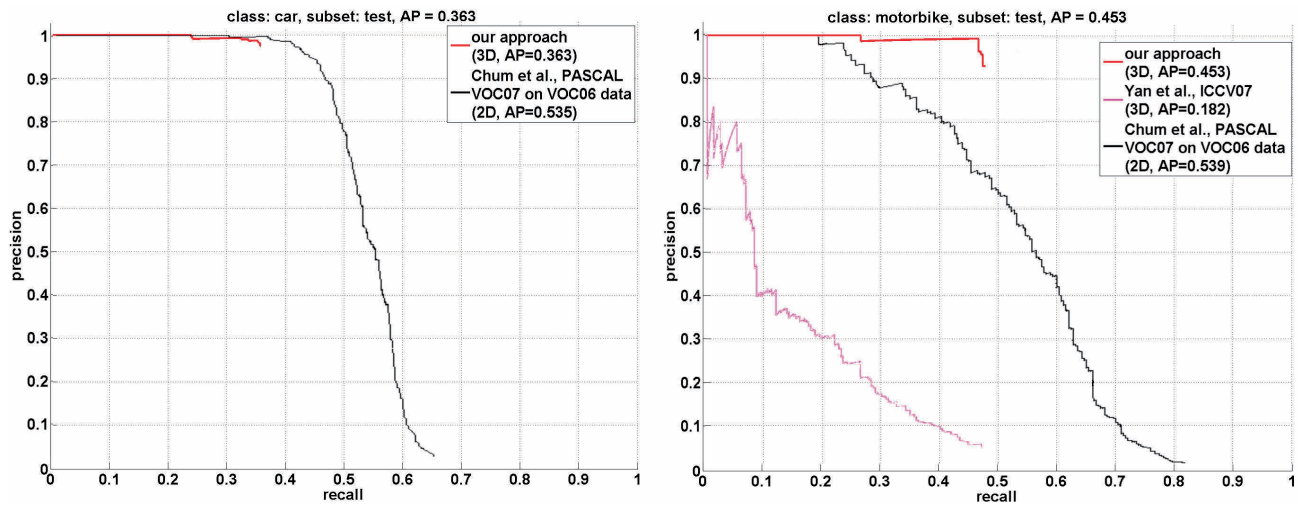 class: car, subset: test, AP = 0.363
our approach
(3D, AP=0.363)
Chum et al., PASCAL
VOC07 on VOC06 data
(2D, AP=0.535)
precision
1
0.9
0.8
0.7
0.6
0.5
0.4
0.3
0.2
0.1
0
0
0.1
0.2
0.3
0.4
0.5
0.6
0.7
0.8
0.9
1
recall
class: motorbike, subset: test, AP = 0.453
our approach
(3D, AP=0.453)
Yan et al., ICCV07
(3D, AP=0.182)
Chum et al., PASCAL
VOC07 on VOC06 data
(2D, AP=0.539)
precision
1
0.9
0.8
0.7
0.6
0.5
0.4
0.3
0.2
0.1
0
0
0.1
0.2
0.3
0.4
0.5
0.6
0.7
0.8
0.9
1
recall